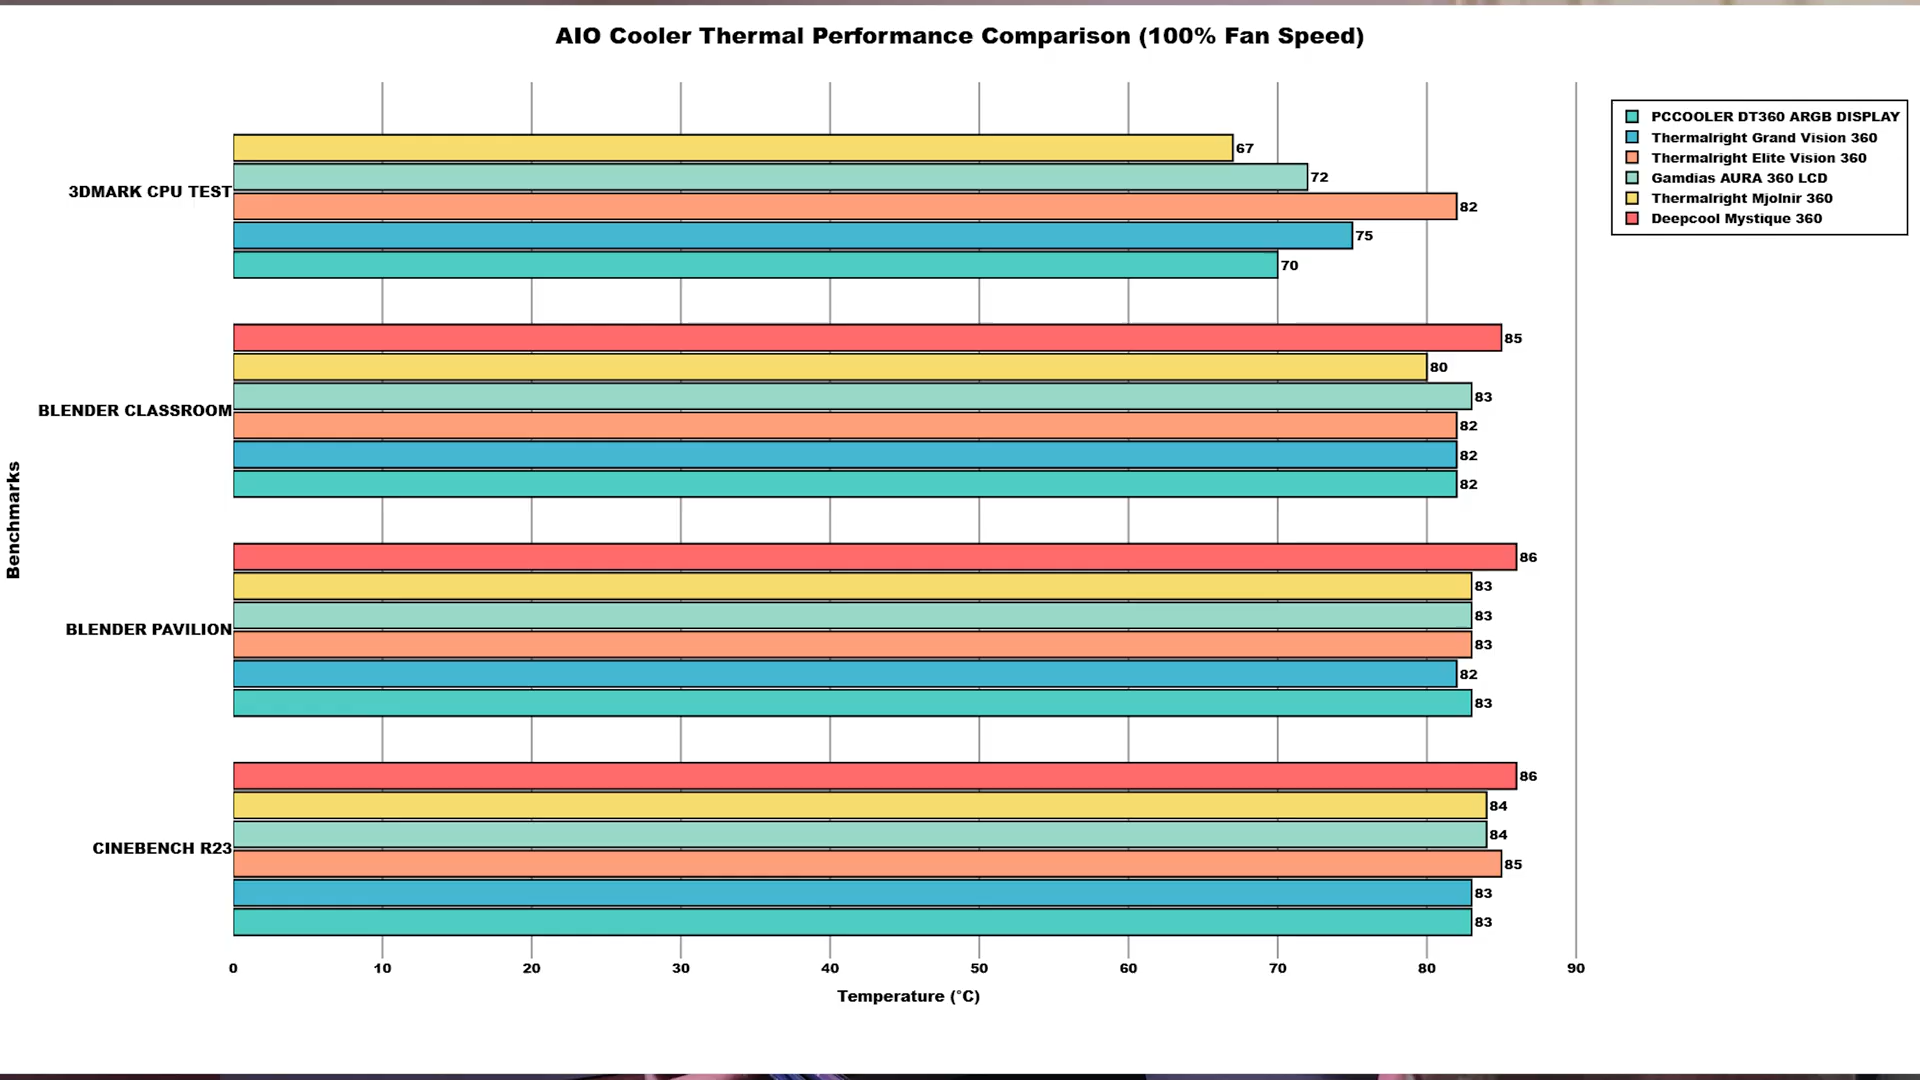 AIO Cooler Thermal Performance Comparison (100% Fan Speed)
PCCOOLER DT360 ARGB DISPLAY
Thermalright Grand Vision 360
Thermalright Elite Vision 360
Gamdias AURA 360 LCD
Thermalright Mjolnir 360
Deepcool Mystique 360
Benchmarks
3DMARK CPU TEST
67
72
82
75
70
BLENDER CLASSROOM
85
80
83
82
82
82
BLENDER PAVILION
86
83
83
83
82
83
CINEBENCH R23
86
84
84
85
83
83
0 10 20 30 40 50 60 70 80 90
Temperature (°C)